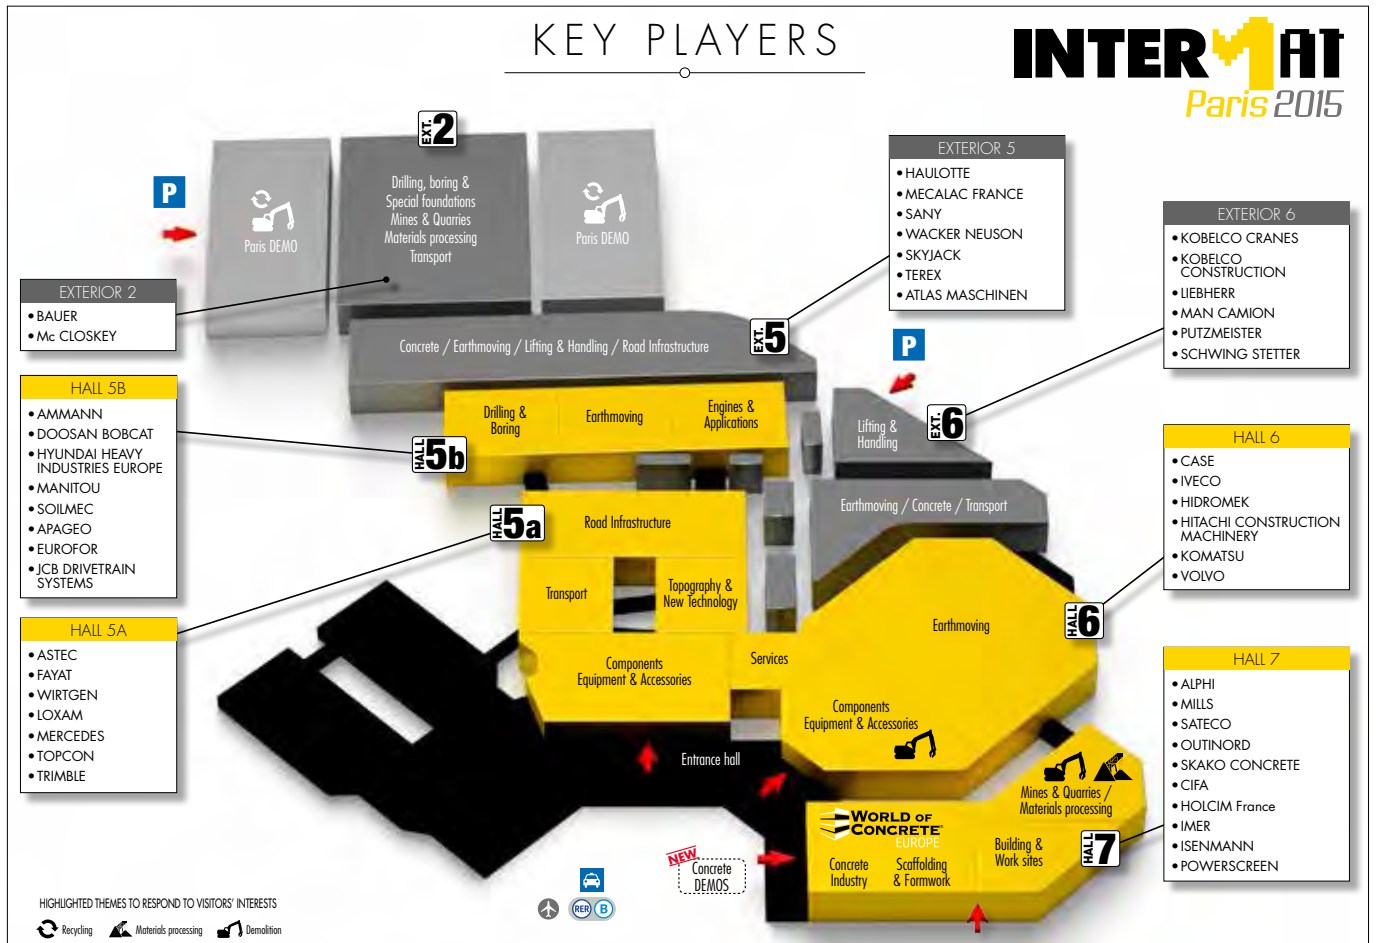 KEY PLAYERS
INTERMAT
Paris 2015
EXT. 2
Drilling, boring &
Special foundations
Mines & Quarries
Materials processing
Transport
Paris DEMO
Paris DEMO
P
EXTERIOR 2
• BAUER
• Mc CLOSKEY
EXTERIOR 5
• HAULOTTE
• MECALAC FRANCE
• SANY
• WACKER NEUSON
• SKYJACK
• TEREX
• ATLAS MASCHINEN
EXTERIOR 6
• KOBELCO CRANES
• KOBELCO
CONSTRUCTION
• LIEBHERR
• MAN CAMION
• PUTZMEISTER
• SCHWING STETTER
Concrete / Earthmoving / Lifting & Handling / Road Infrastructure
EXT. 5
P
HALL 5B
• AMMANN
• DOOSAN BOBCAT
• HYUNDAI HEAVY
INDUSTRIES EUROPE
• MANITOU
• SOILMEC
• APAGEO
• EUROFOR
• JCB DRIVETRAIN
SYSTEMS
Drilling &
Boring
Earthmoving
Engines &
Applications
HALL 5b
Lifting &
Handling
EXT. 6
HALL 6
• CASE
• IVECO
• HIDROMEK
• HITACHI CONSTRUCTION
MACHINERY
• KOMATSU
• VOLVO
HALL 5a
Road Infrastructure
Earthmoving / Concrete / Transport
Transport
Topography &
New Technology
Earthmoving
HALL 6
HALL 5A
• ASTEC
• FAYAT
• WIRTGEN
• LOXAM
• MERCEDES
• TOPCON
• TRIMBLE
Components
Equipment & Accessories
Services
Components
Equipment & Accessories
Entrance hall
HALL 7
• ALPHI
• MILLS
• SATECO
• OUTINORD
• SKAKO CONCRETE
• CIFA
• HOLCIM France
• IMER
• ISENMANN
• POWERSCREEN
Mines & Quarries /
Materials processing
WORLD OF
CONCRETE
EUROPE
Concrete
Industry
Scaffolding
& Formwork
Building &
Work sites
HALL 7
NEW
Concrete
DEMOS
RER B
HIGHLIGHTED THEMES TO RESPOND TO VISITORS' INTERESTS
Recycling
Materials processing
Demolition